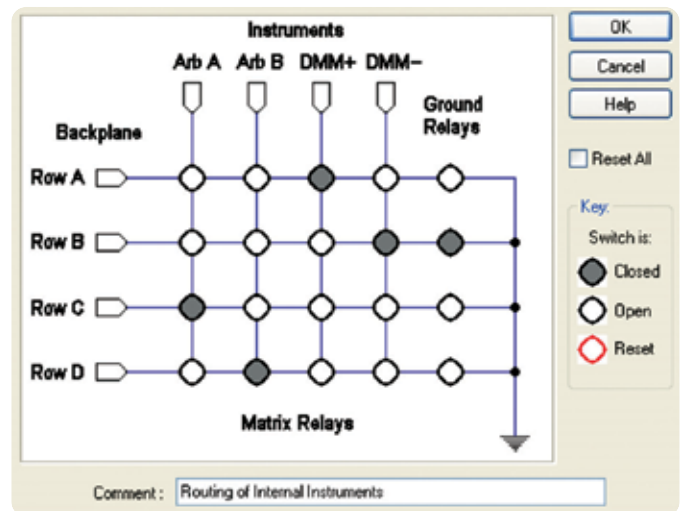 Instruments
Arb A Arb B DMM+ DMM−
Ground
Relays
Backplane
Row A
Row B
Row C
Row D
Matrix Relays
Comment : Routing of Internal Instruments
OK
Cancel
Help
Reset All
Key:
Switch is:
Closed
Open
Reset